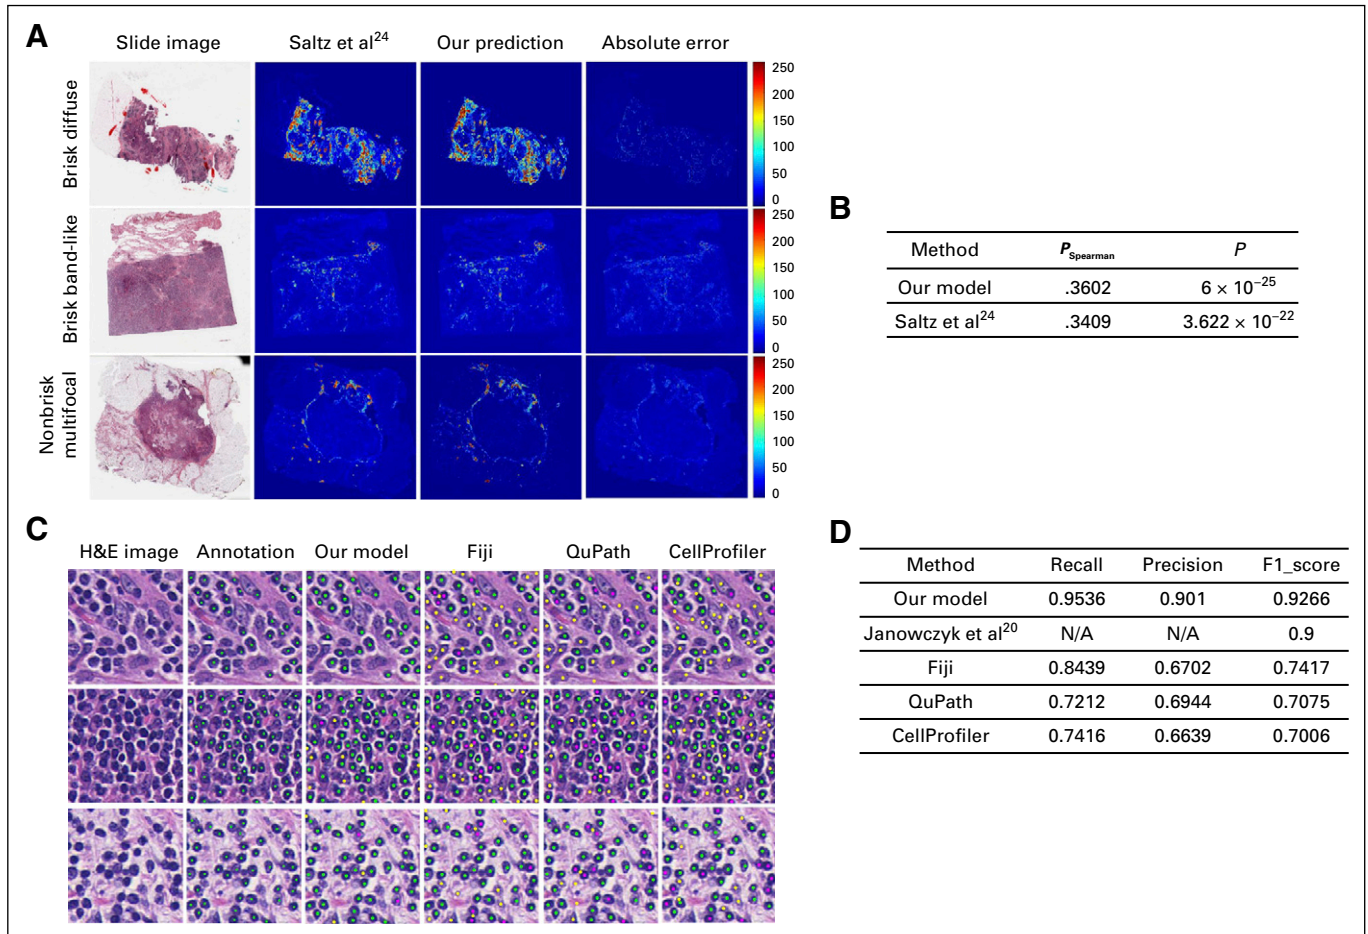 A
Slide image Saltz et al24 Our prediction Absolute error
Brisk diffuse
250
200
150
100
50
0
Brisk band-like
250
200
150
100
50
0
Nonbrisk
multifocal
250
200
150
100
50
0
B
Method PSpearman P
Our model .3602 6 × 10−25
Saltz et al24 .3409 3.622 × 10−22
C
H&E image Annotation Our model Fiji QuPath CellProfiler
D
Method Recall Precision F1_score
Our model 0.9536 0.901 0.9266
Janowczyk et al20 N/A N/A 0.9
Fiji 0.8439 0.6702 0.7417
QuPath 0.7212 0.6944 0.7075
CellProfiler 0.7416 0.6639 0.7006